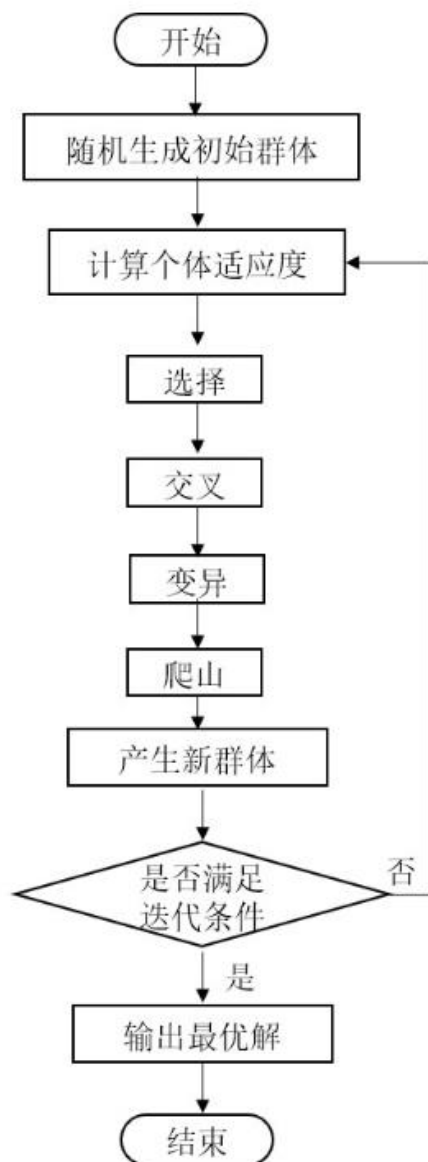 开始
随机生成初始群体
计算个体适应度
选择
交叉
变异
爬山
产生新群体
是否满足
迭代条件
否
是
输出最优解
结束